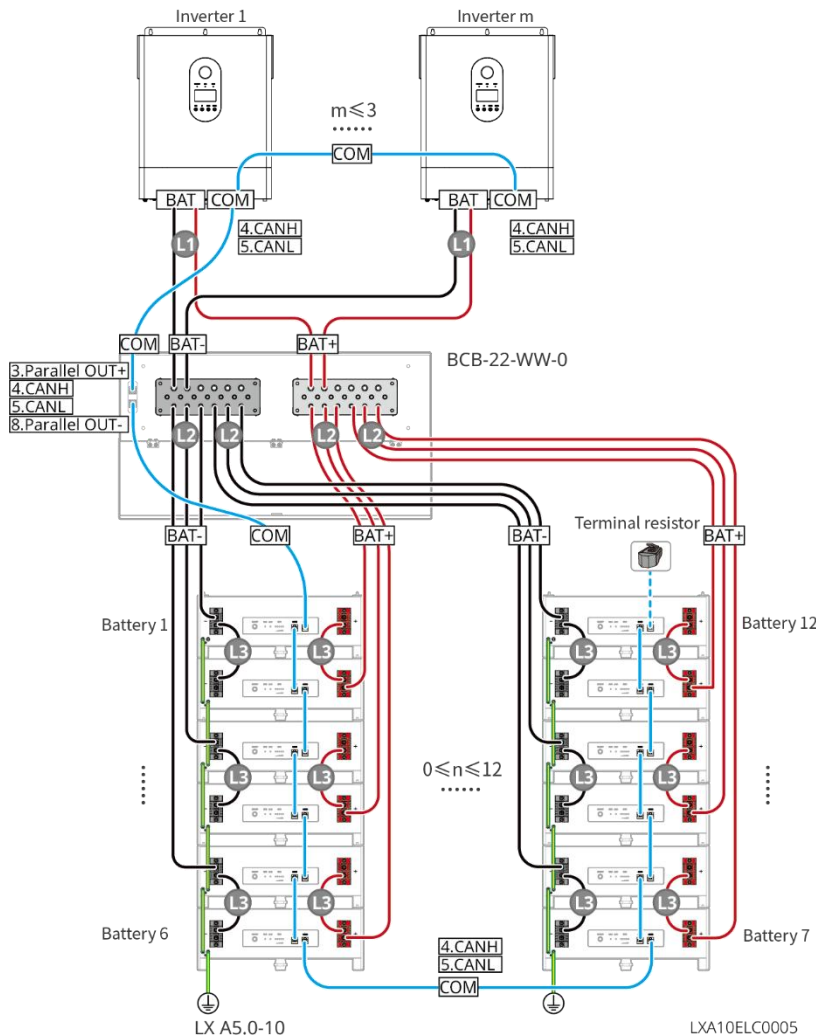 Inverter 1
Inverter m
m≤3
......
COM
BAT
COM
BAT
COM
4.CANH
5.CANL
4.CANH
5.CANL
L1
L1
COM
BAT-
BAT+
BCB-22-WW-0
3.Parallel OUT+
4.CANH
5.CANL
8.Parallel OUT-
L2
L2
L2
L2
BAT-
COM
BAT+
BAT-
Terminal resistor
BAT+
Battery 1
Battery 12
L3
L3
L3
L3
0≤n≤12
......
L3
L3
L3
L3
L3
L3
L3
L3
Battery 6
Battery 7
4.CANH
5.CANL
COM
LX A5.0-10
LXA10ELC0005